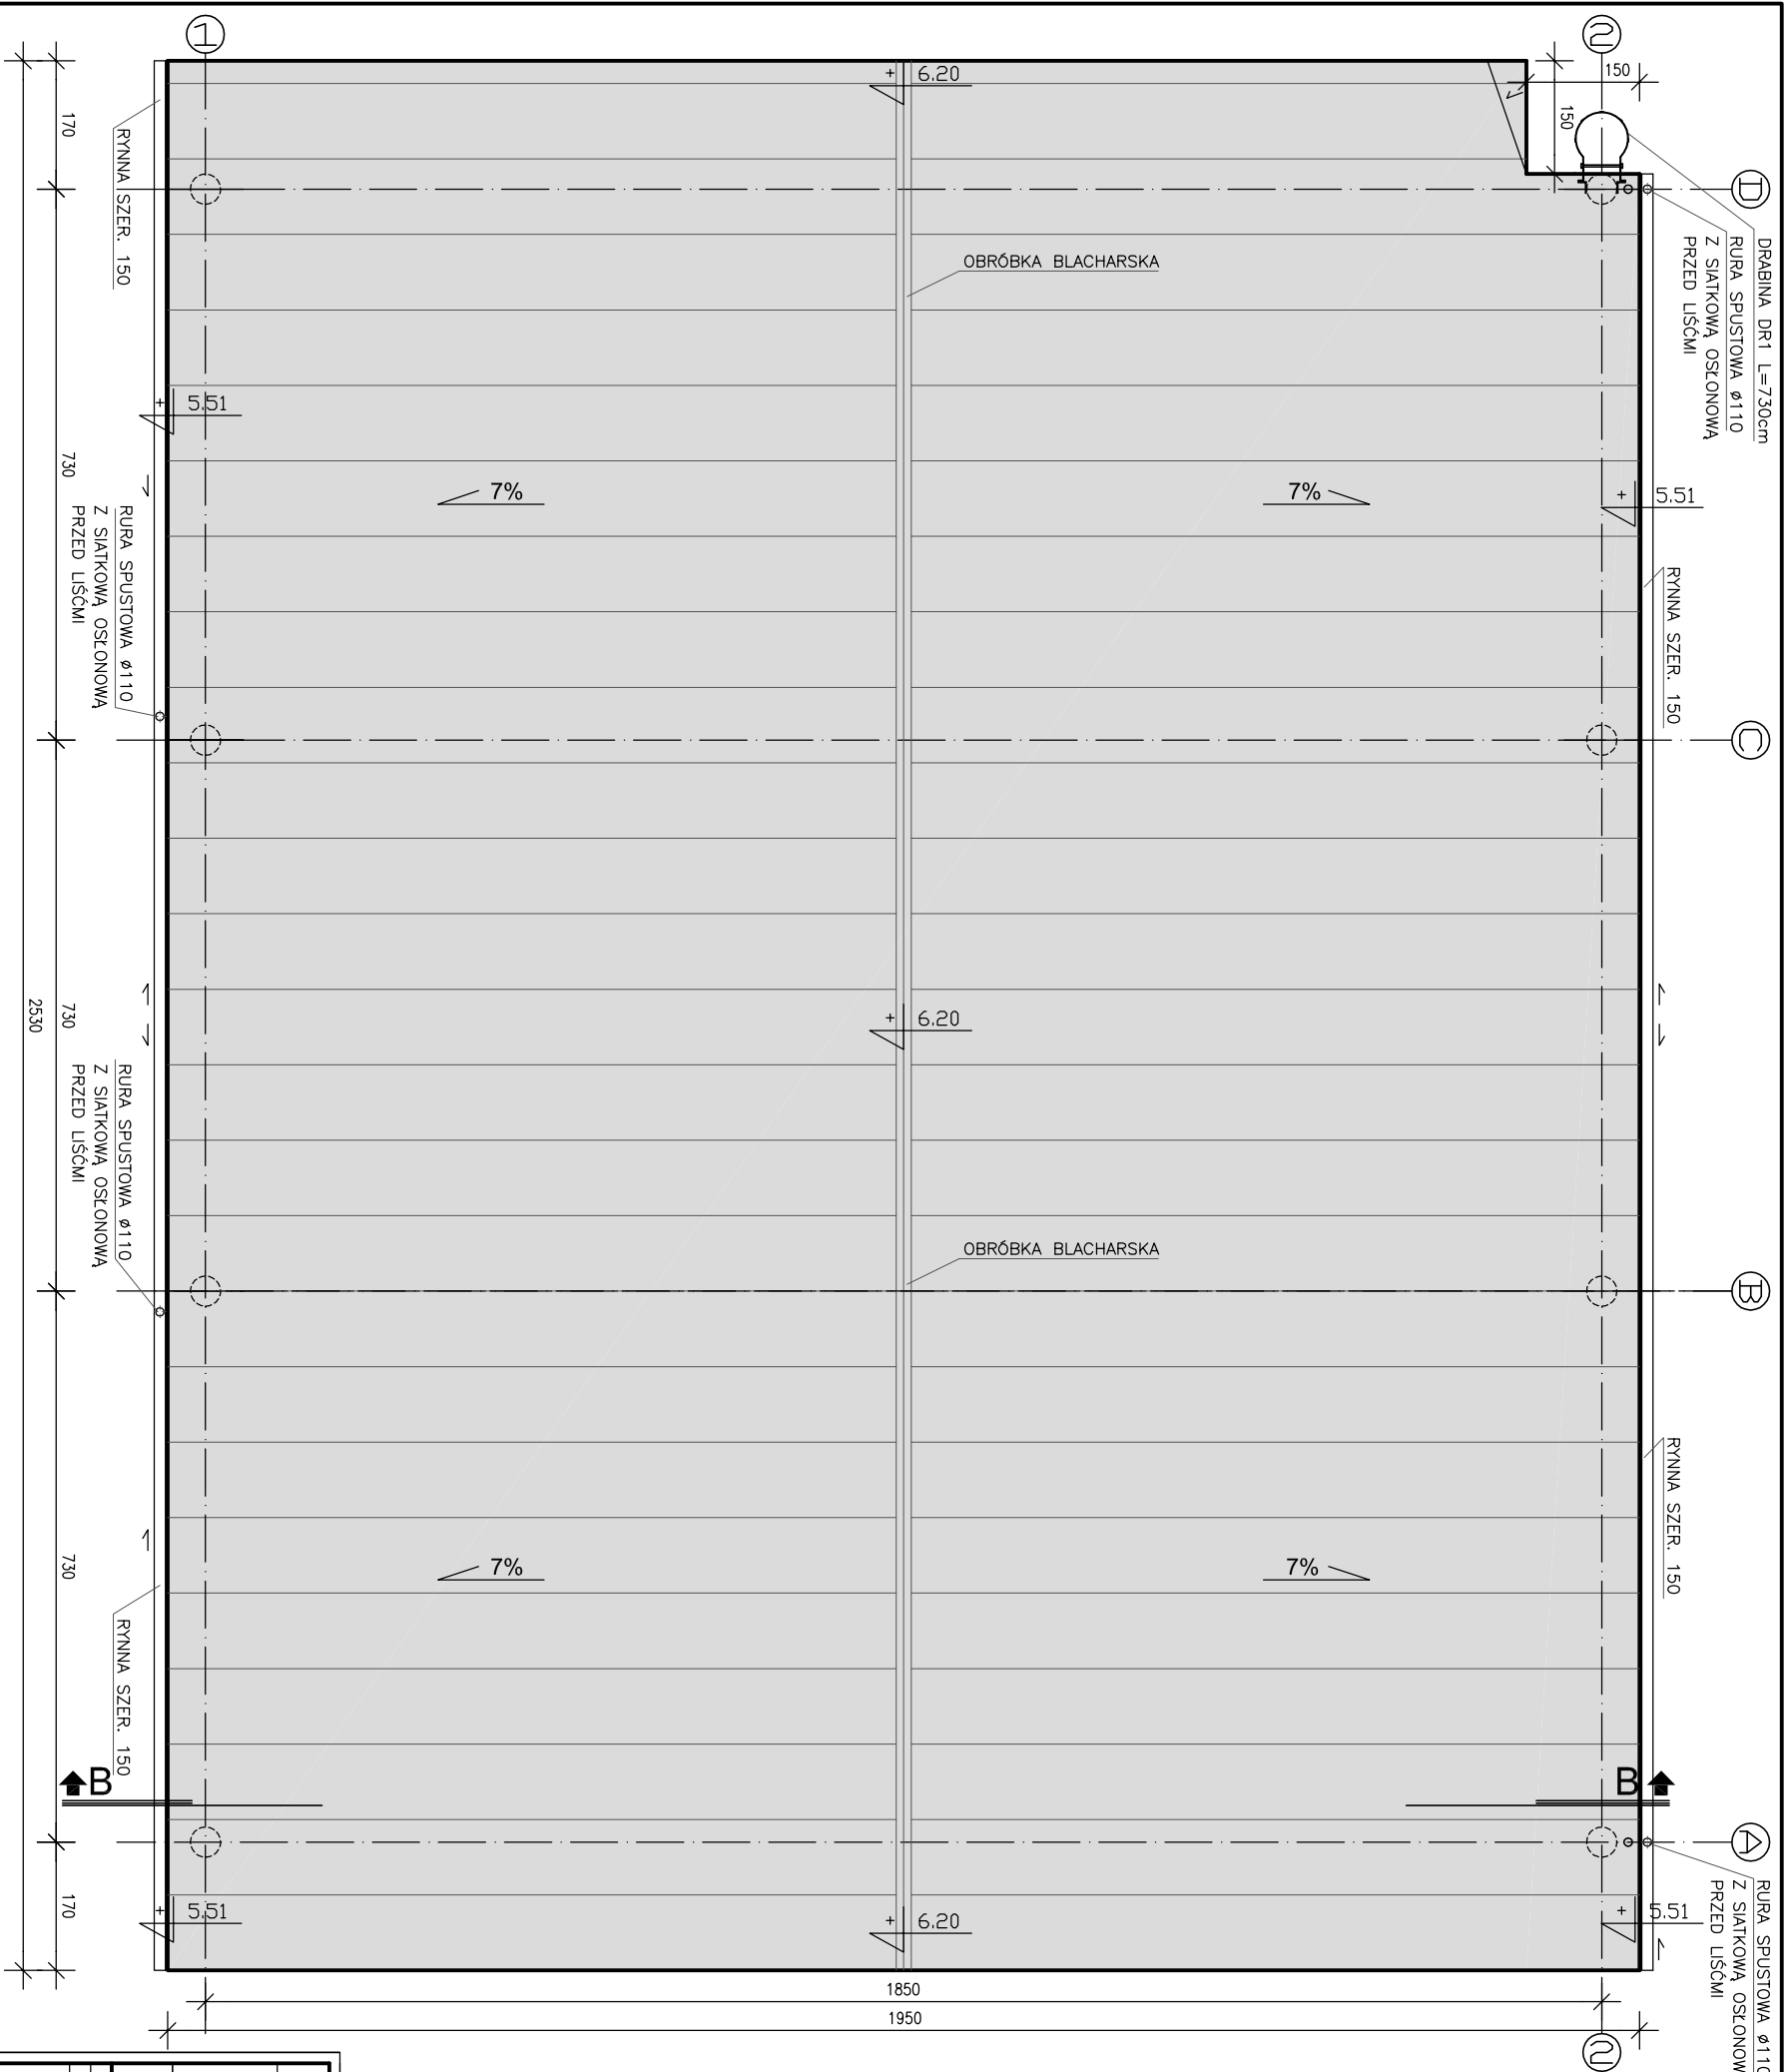 DRABINA DR1 L=730cm
RURA SPUSTOWA ø110
Z SIATKOWĄ OSŁONOWĄ
PRZED LIŚĆMI
D
C
B
A
2
1
2
150
150
6.20
RYNNA SZER. 150
OBRÓBKA BLACHARSKA
5.51
5.51
7%
7%
RYNNA SZER. 150
RURA SPUSTOWA ø110
Z SIATKOWĄ OSŁONOWĄ
PRZED LIŚĆMI
6.20
RURA SPUSTOWA ø110
Z SIATKOWĄ OSŁONOWĄ
PRZED LIŚĆMI
OBRÓBKA BLACHARSKA
RYNNA SZER. 150
7%
7%
RYNNA SZER. 150
B
B
5.51
6.20
5.51
RURA SPUSTOWA ø110
Z SIATKOWĄ
PRZED LIŚĆMI
170
730
730
730
170
2530
1850
1950